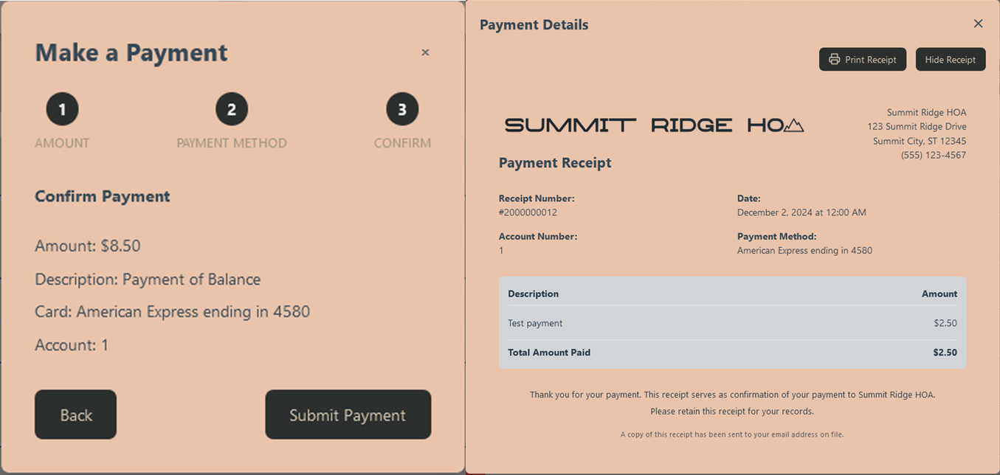 Make a Payment
×
1
2
3
AMOUNT
PAYMENT METHOD
CONFIRM
Confirm Payment
Amount: $8.50
Description: Payment of Balance
Card: American Express ending in 4580
Account: 1
Back
Submit Payment
Payment Details
×
Print Receipt
Hide Receipt
SUMMIT RIDGE HOA
Summit Ridge HOA
123 Summit Ridge Drive
Summit City, ST 12345
(555) 123-4567
Payment Receipt
Receipt Number:
#2000000012
Date:
December 2, 2024 at 12:00 AM
Account Number:
1
Payment Method:
American Express ending in 4580
Description Amount
Test payment $2.50
Total Amount Paid $2.50
Thank you for your payment. This receipt serves as confirmation of your payment to Summit Ridge HOA.
Please retain this receipt for your records.
A copy of this receipt has been sent to your email address on file.